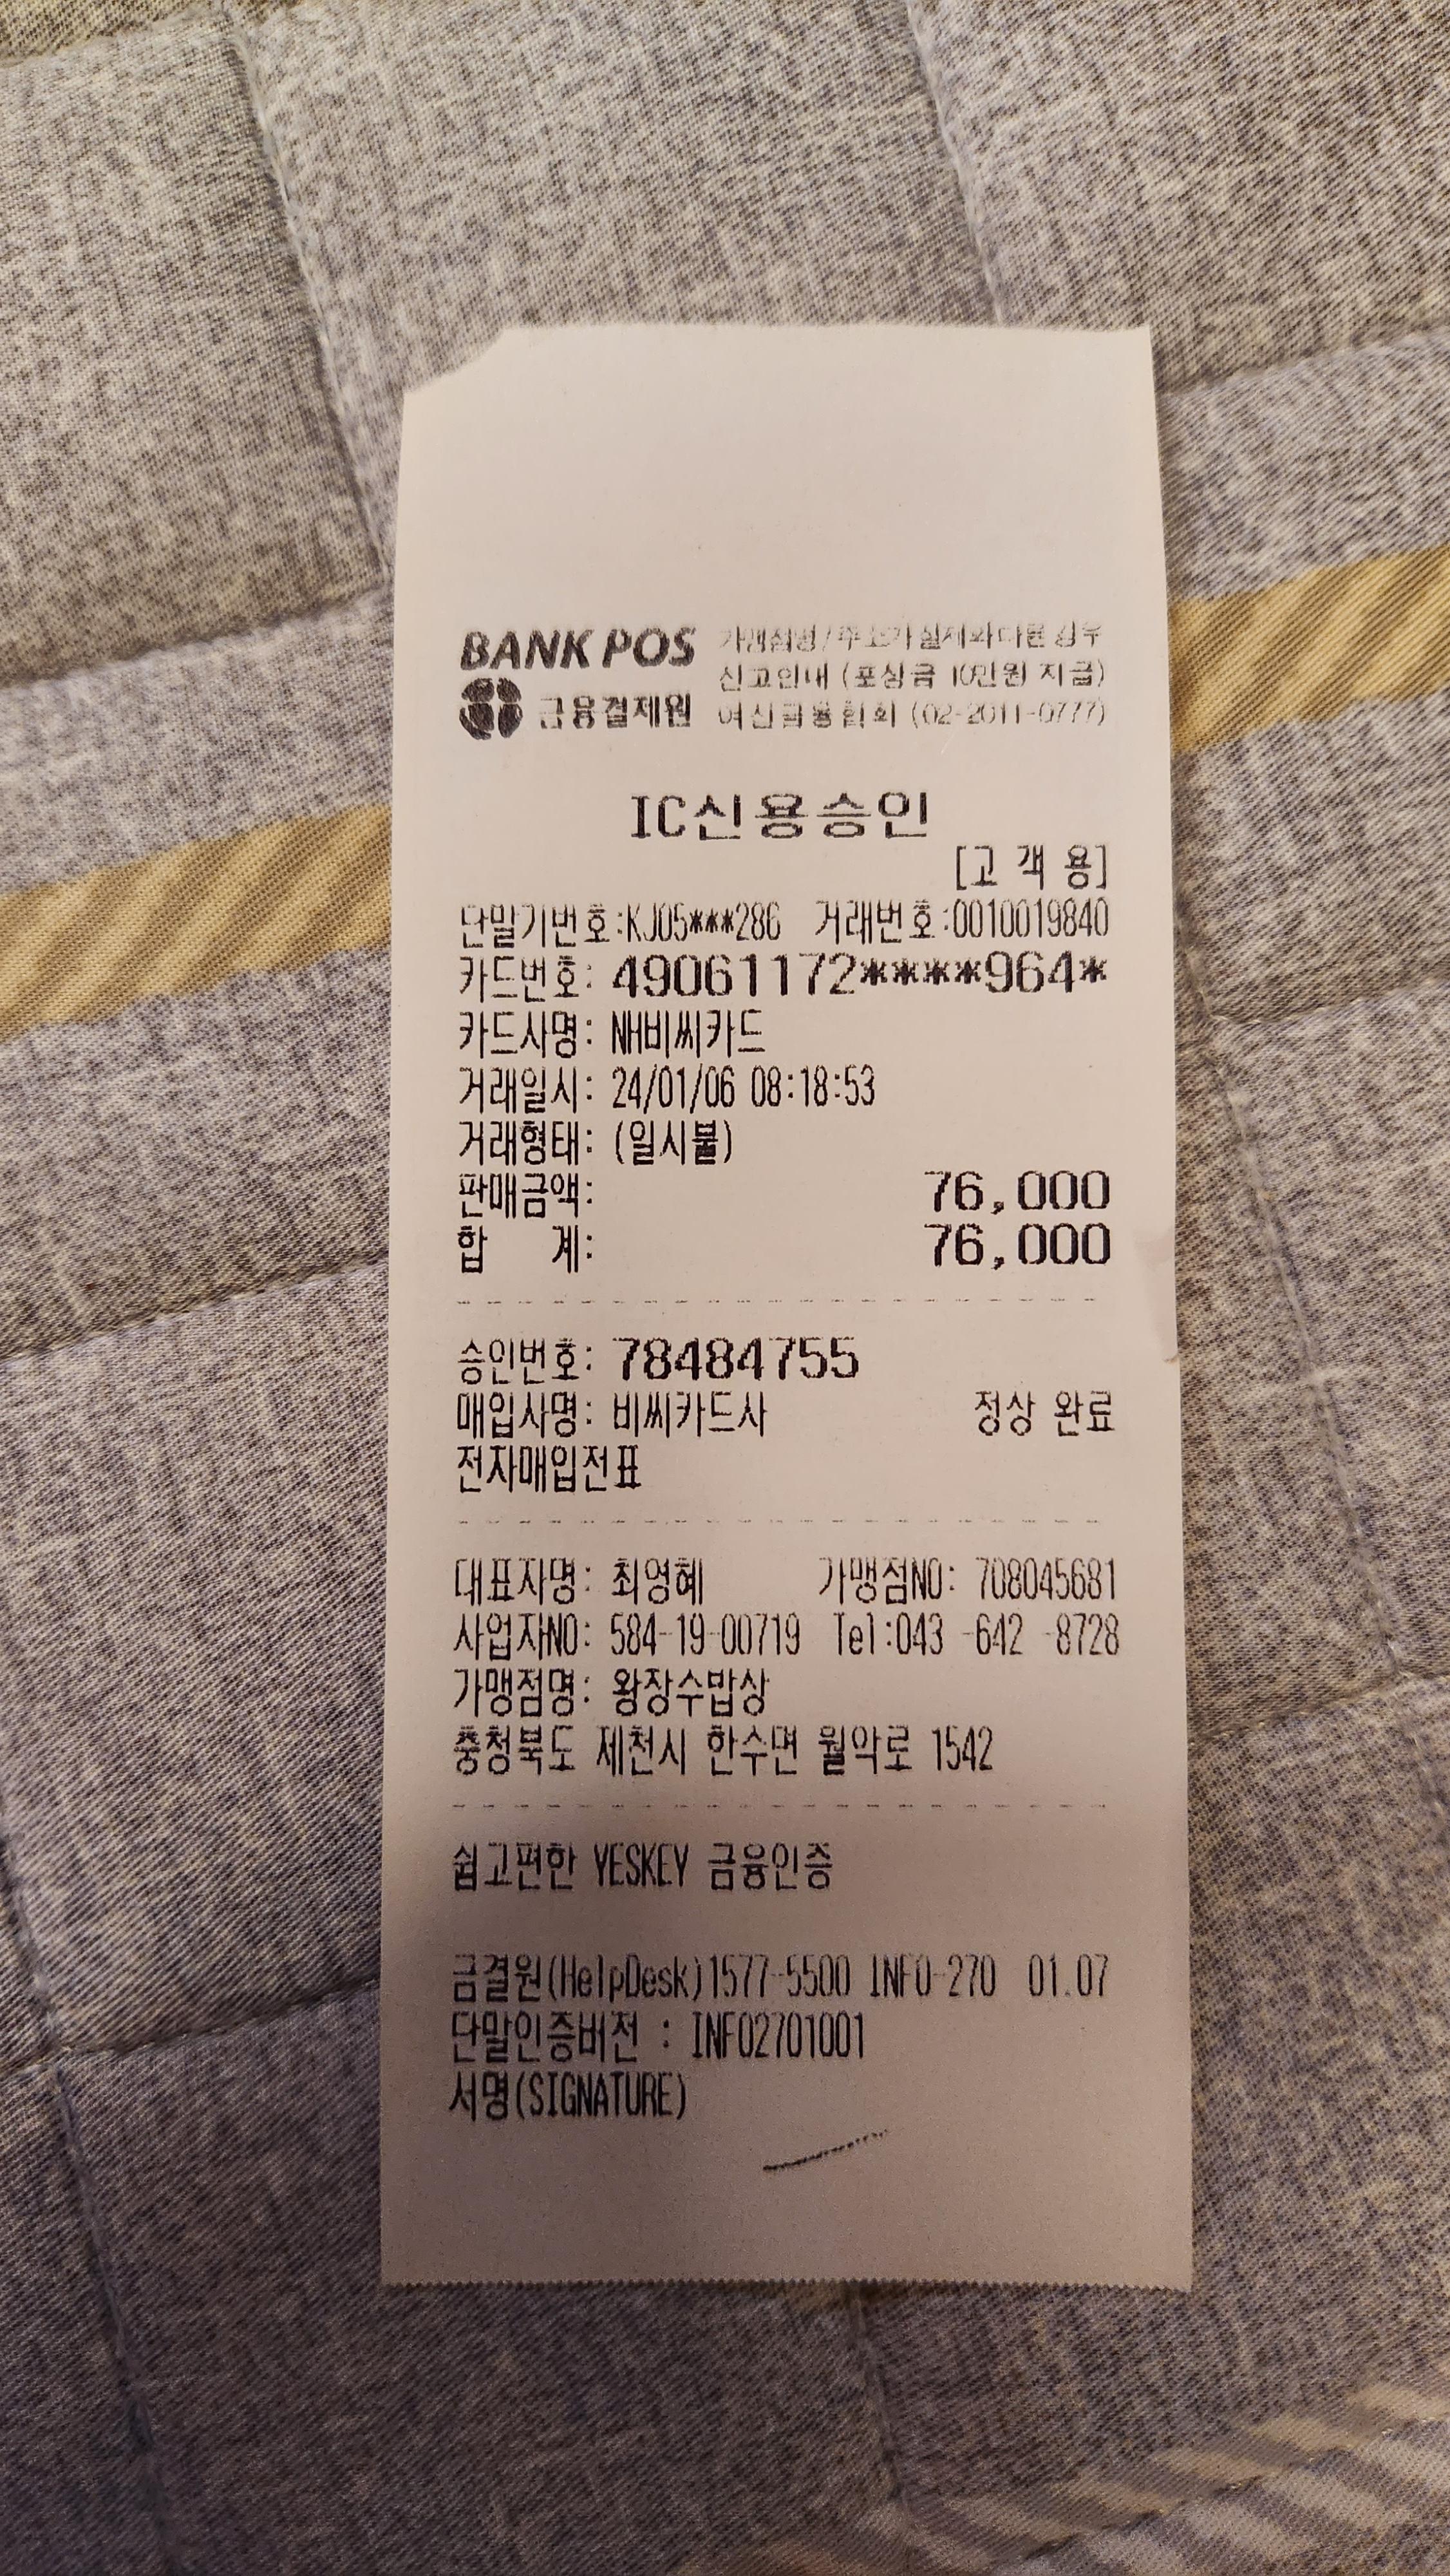 BANK POS 가맹점명/주소가 실제와다른 경우
신고안내 (포상금 10만원 지급)
금융결제원 여신금융협회 (02-2011-0777)
IC신용승인
[고 객 용]
단말기번호:KJ05***286 거래번호:0010019840
카드번호: 49061172****964*
카드사명: NH비씨카드
거래일시: 24/01/06 08:18:53
거래형태: (일시불)
판매금액: 76,000
합 계: 76,000
승인번호: 78484755
매입사명: 비씨카드사 정상 완료
전자매입전표
대표자명: 최영혜 가맹점NO: 708045681
사업자NO: 584-19-00719 Tel:043 -642 -8728
가맹점명: 왕장수밥상
충청북도 제천시 한수면 월악로 1542
쉽고편한 YESKEY 금융인증
금결원(HelpDesk)1577-5500 INFO-270 01.07
단말인증버전 : INF02701001
서명(SIGNATURE)